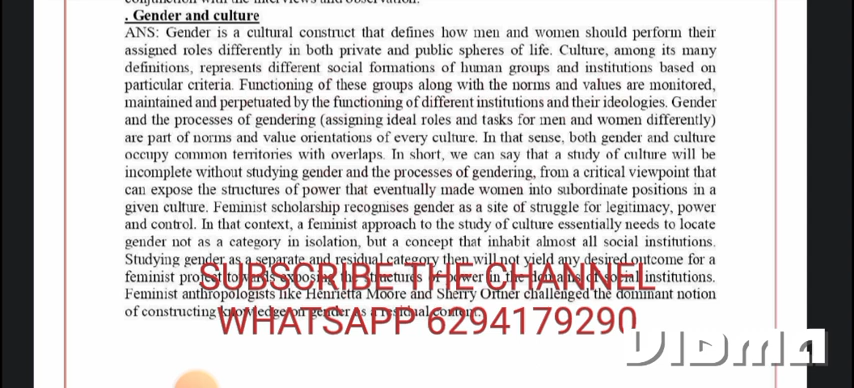 conjunction with the interviews and observation.
. Gender and culture
ANS: Gender is a cultural construct that defines how men and women should perform their
assigned roles differently in both private and public spheres of life. Culture, among its many
definitions, represents different social formations of human groups and institutions based on
particular criteria. Functioning of these groups along with the norms and values are monitored,
maintained and perpetuated by the functioning of different institutions and their ideologies. Gender
and the processes of gendering (assigning ideal roles and tasks for men and women differently)
are part of norms and value orientations of every culture. In that sense, both gender and culture
occupy common territories with overlaps. In short, we can say that a study of culture will be
incomplete without studying gender and the processes of gendering, from a critical viewpoint that
can expose the structures of power that eventually made women into subordinate positions in a
given culture. Feminist scholarship recognises gender as a site of struggle for legitimacy, power
and control. In that context, a feminist approach to the study of culture essentially needs to locate
gender not as a category in isolation, but a concept that inhabit almost all social institutions.
Studying gender as a separate and residual category then will not yield any desired outcome for a
feminist project towards exposing the structures of power in the domains of social institutions.
SUBSCRIBE THE CHANNEL
Feminist anthropologists like Henrietta Moore and Sherry Ortner challenged the dominant notion
of constructing knowledge on gender as a residual content.
WHATSAPP 6294179290
VIDMA